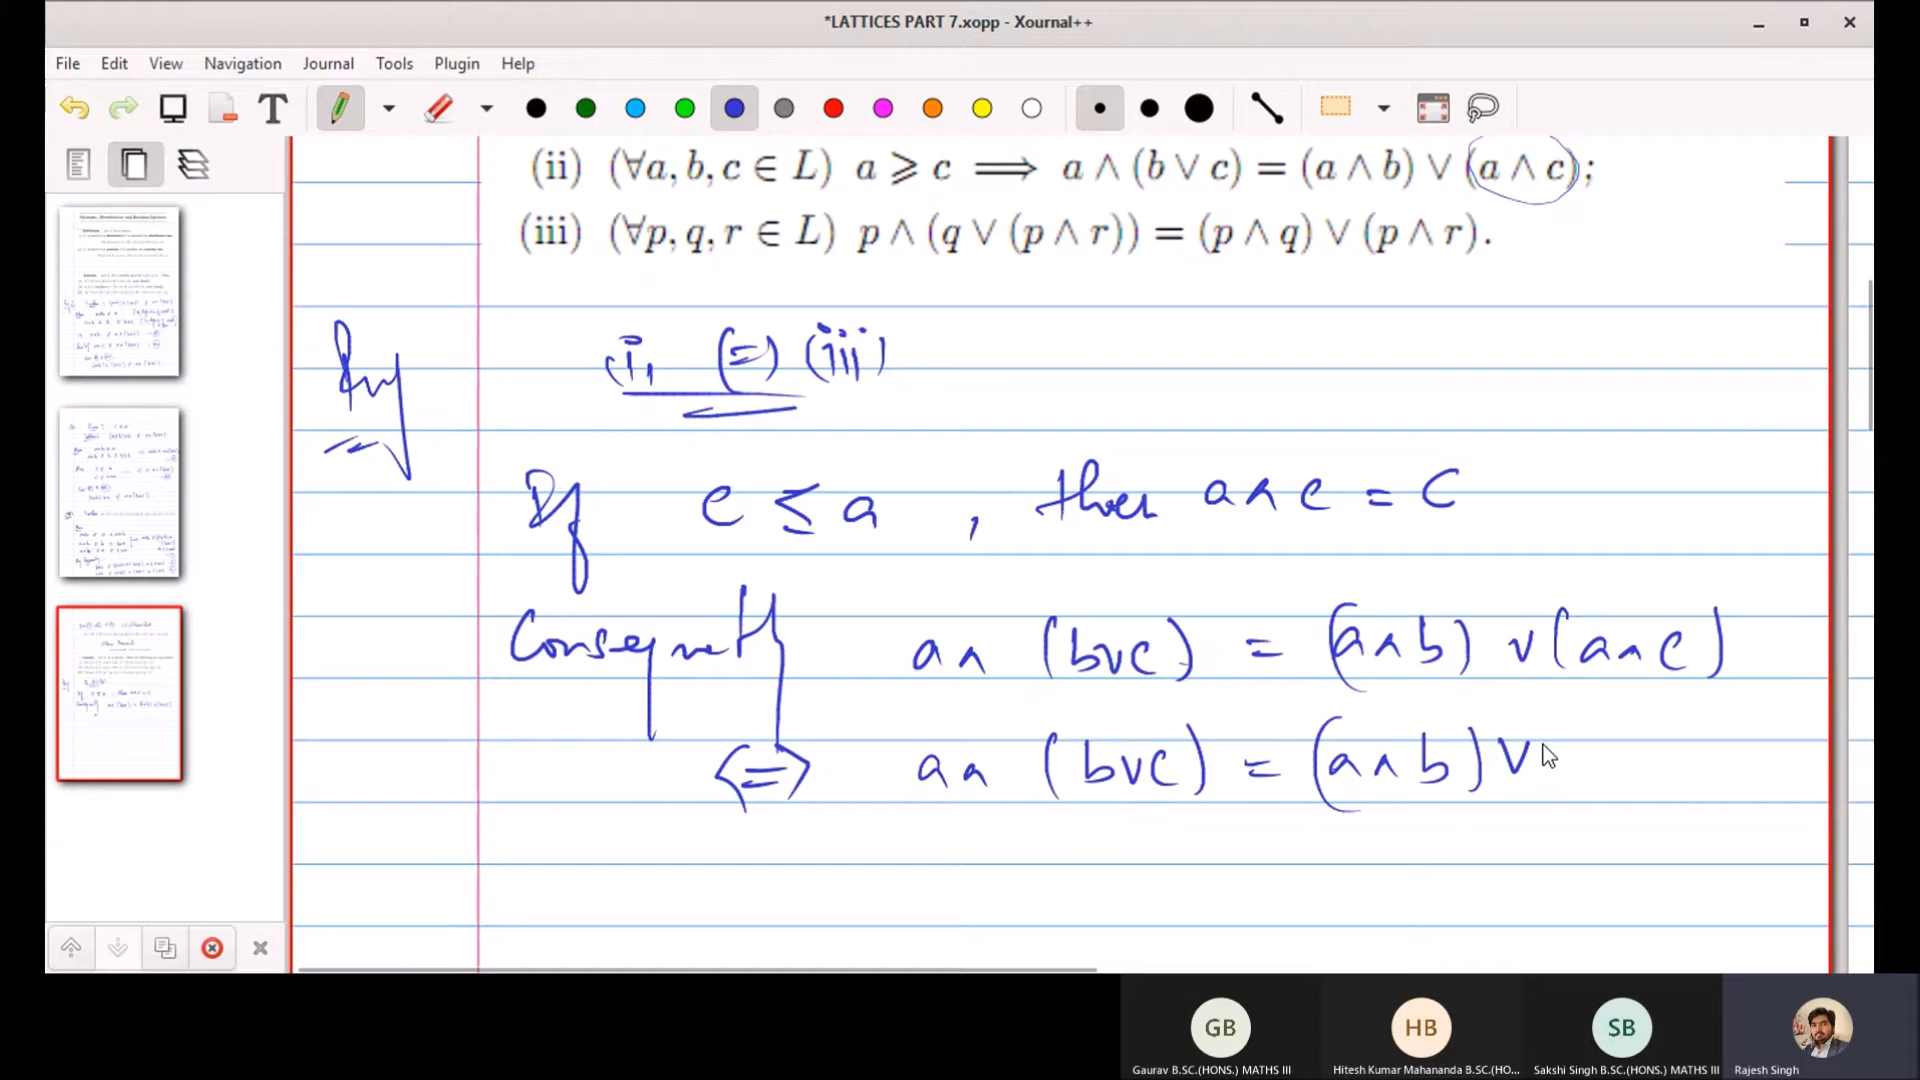 *LATTICES PART 7.xopp - Xournal++
File Edit View Navigation Journal Tools Plugin Help
(ii) (∀a, b, c ∈ L) a ⩾ c ⟹ a ∧ (b ∨ c) = (a ∧ b) ∨ (a ∧ c);
(iii) (∀p, q, r ∈ L) p ∧ (q ∨ (p ∧ r)) = (p ∧ q) ∨ (p ∧ r).
(i) (=) (iii)
If c ≤ a , then a ∧ c = c
Consequently a ∧ (b ∨ c) = (a ∧ b) ∨ (a ∧ c)
<=> a ∧ (b ∨ c) = (a ∧ b) ∨
GB HB SB
Gaurav B.SC.(HONS.) MATHS III Hitesh Kumar Mahananda B.SC.(HO... Sakshi Singh B.SC.(HONS.) MATHS III Rajesh Singh